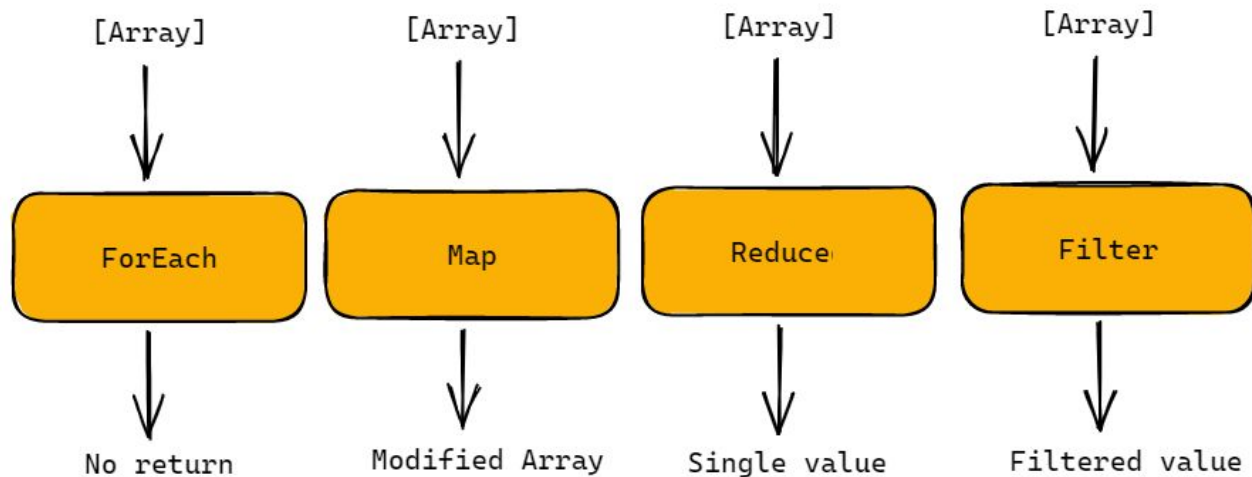 [Array]
[Array]
[Array]
[Array]
ForEach
Map
Reduce
Filter
No return
Modified Array
Single value
Filtered value